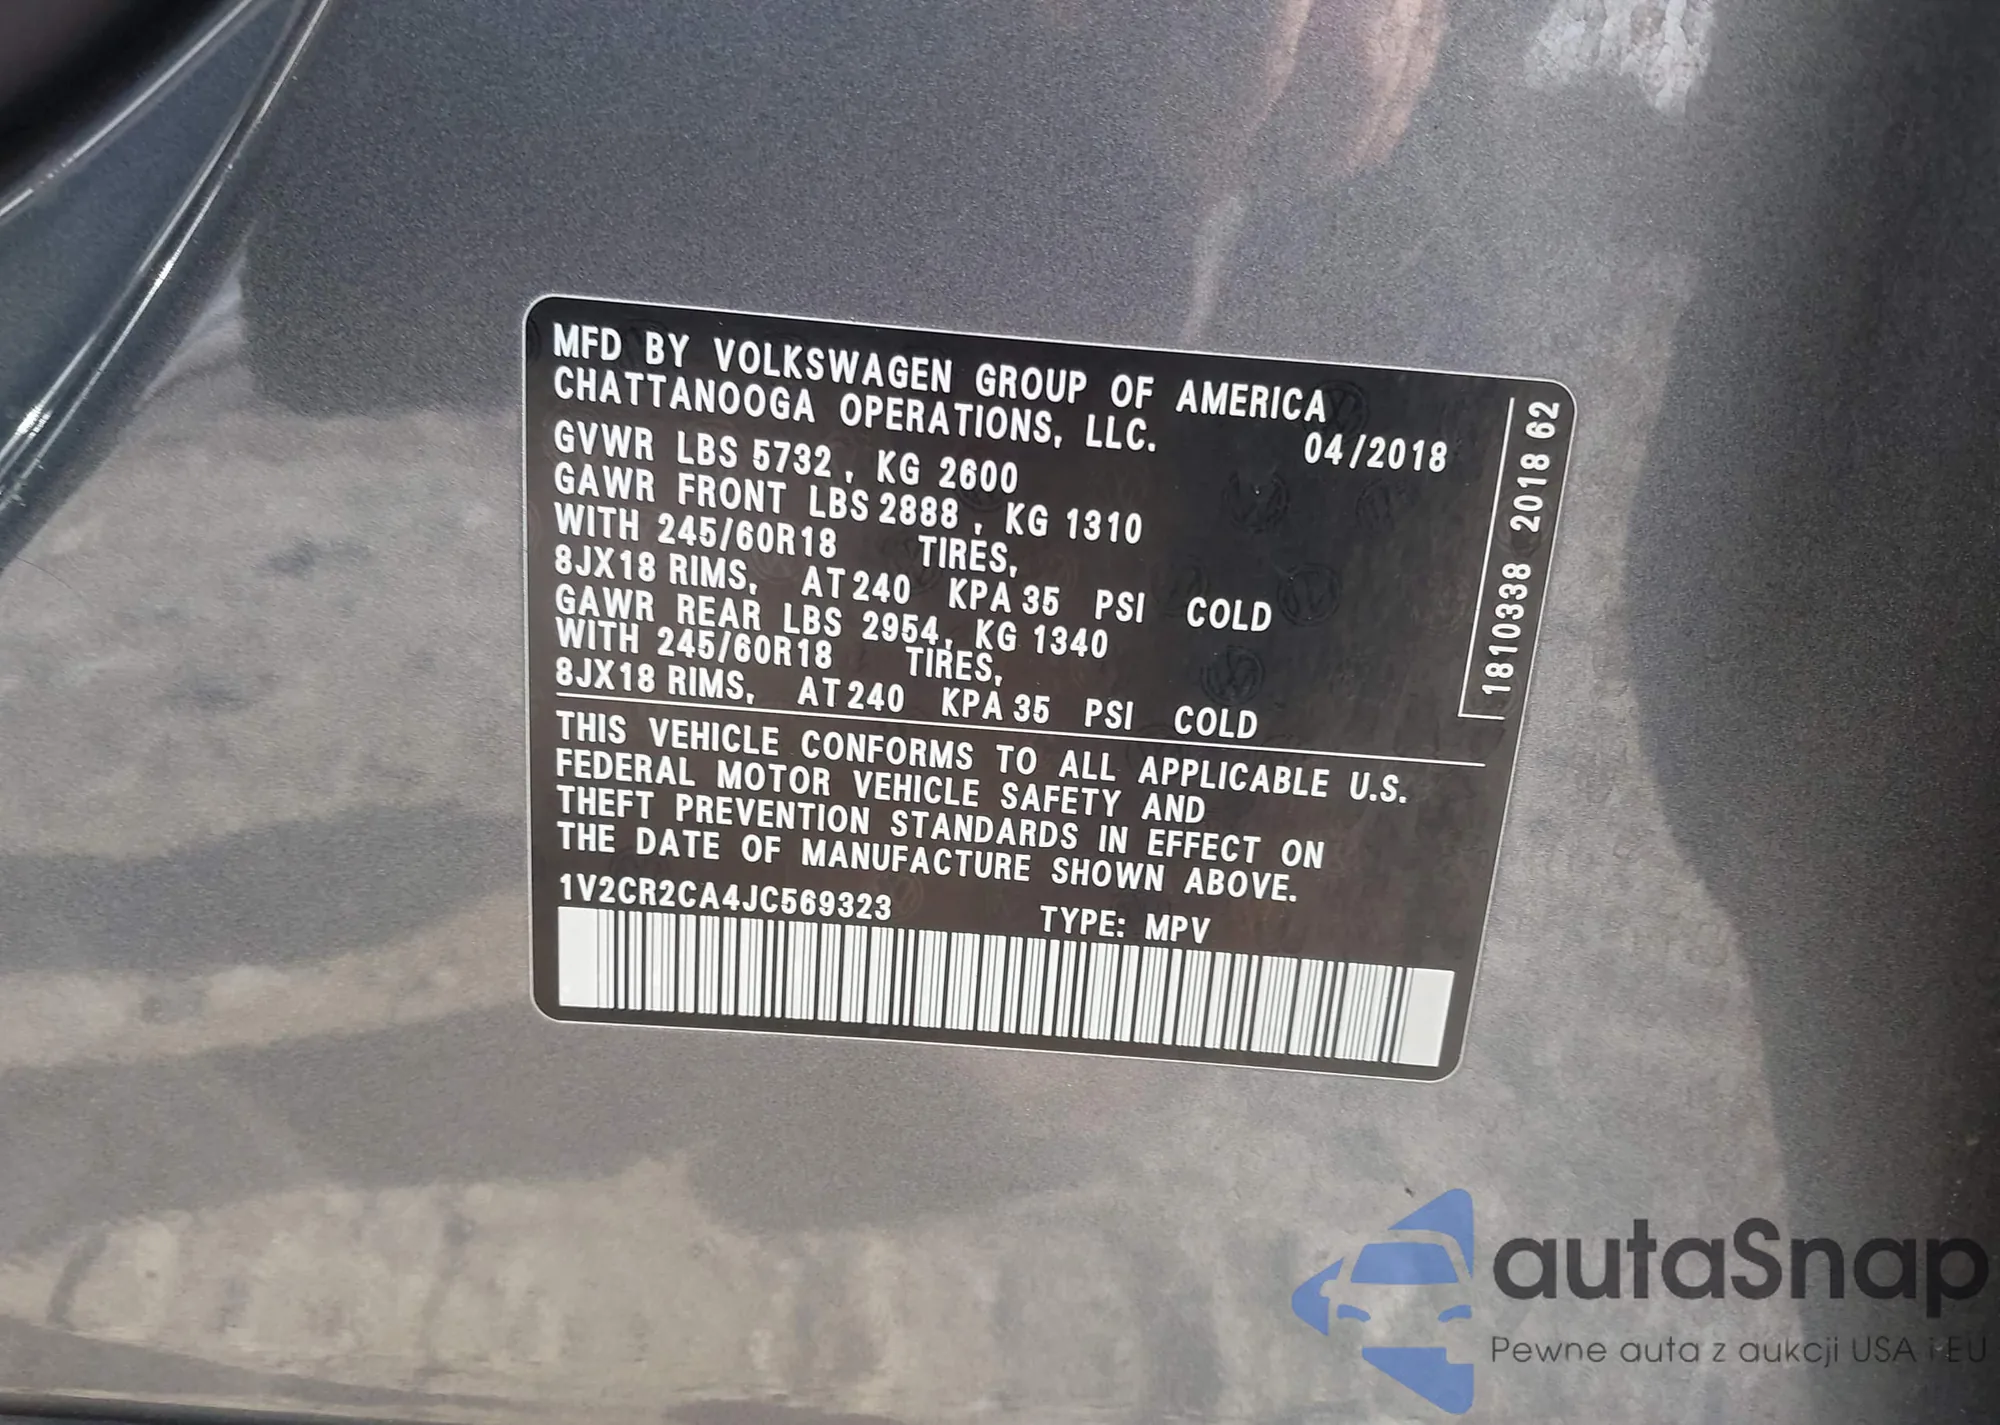 MFD BY VOLKSWAGEN GROUP OF AMERICA
CHATTANOOGA OPERATIONS, LLC.
04/2018
GVWR LBS 5732, KG 2600
GAWR FRONT LBS 2888, KG 1310
WITH 245/60R18 TIRES,
8JX18 RIMS, AT 240 KPA 35 PSI COLD
GAWR REAR LBS 2954, KG 1340
WITH 245/60R18 TIRES,
8JX18 RIMS, AT 240 KPA 35 PSI COLD
THIS VEHICLE CONFORMS TO ALL APPLICABLE U.S.
FEDERAL MOTOR VEHICLE SAFETY AND
THEFT PREVENTION STANDARDS IN EFFECT ON
THE DATE OF MANUFACTURE SHOWN ABOVE.
1V2CR2CA4JC569323 TYPE: MPV
1810338 2018 62
autaSnap
Pewne auta z aukcji USA i EU